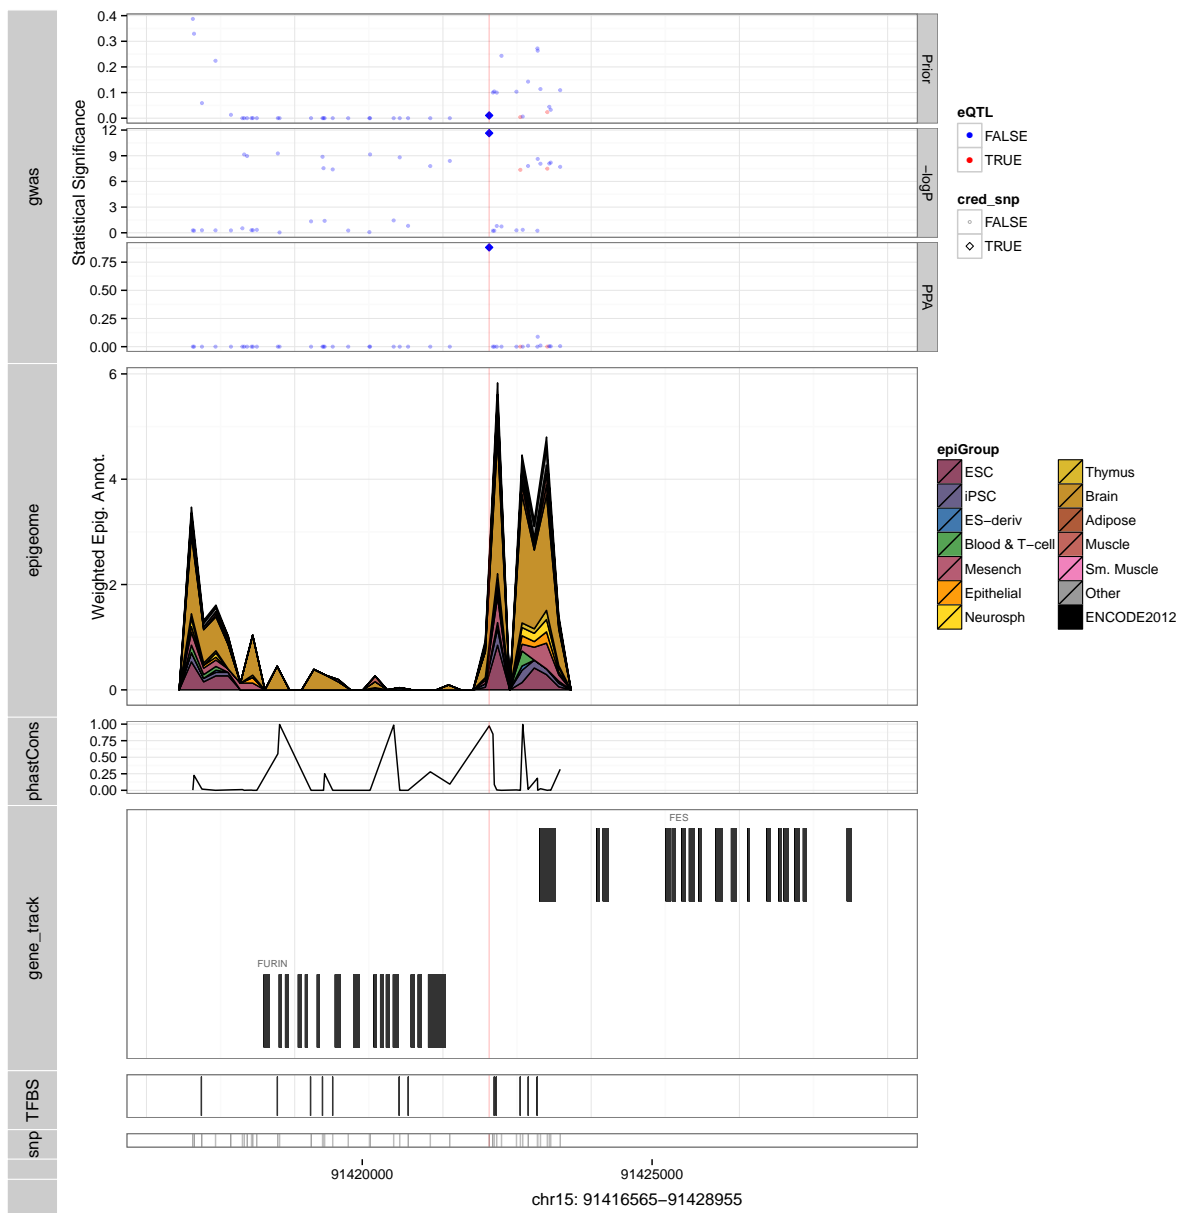 gwas
Statistical Significance
0.4
0.3
0.2
0.1
0.0
Prior
12
9
6
3
0
−logP
0.75
0.50
0.25
0.00
PPA
eQTL
FALSE
TRUE
cred_snp
FALSE
TRUE
epigeome
Weighted Epig. Annot.
6
4
2
0
epiGroup
ESC
iPSC
ES−deriv
Blood & T−cell
Mesench
Epithelial
Neurosph
Thymus
Brain
Adipose
Muscle
Sm. Muscle
Other
ENCODE2012
phastCons
1.00
0.75
0.50
0.25
0.00
gene_track
FES
FURIN
TFBS
snp
91420000
91425000
chr15: 91416565−91428955